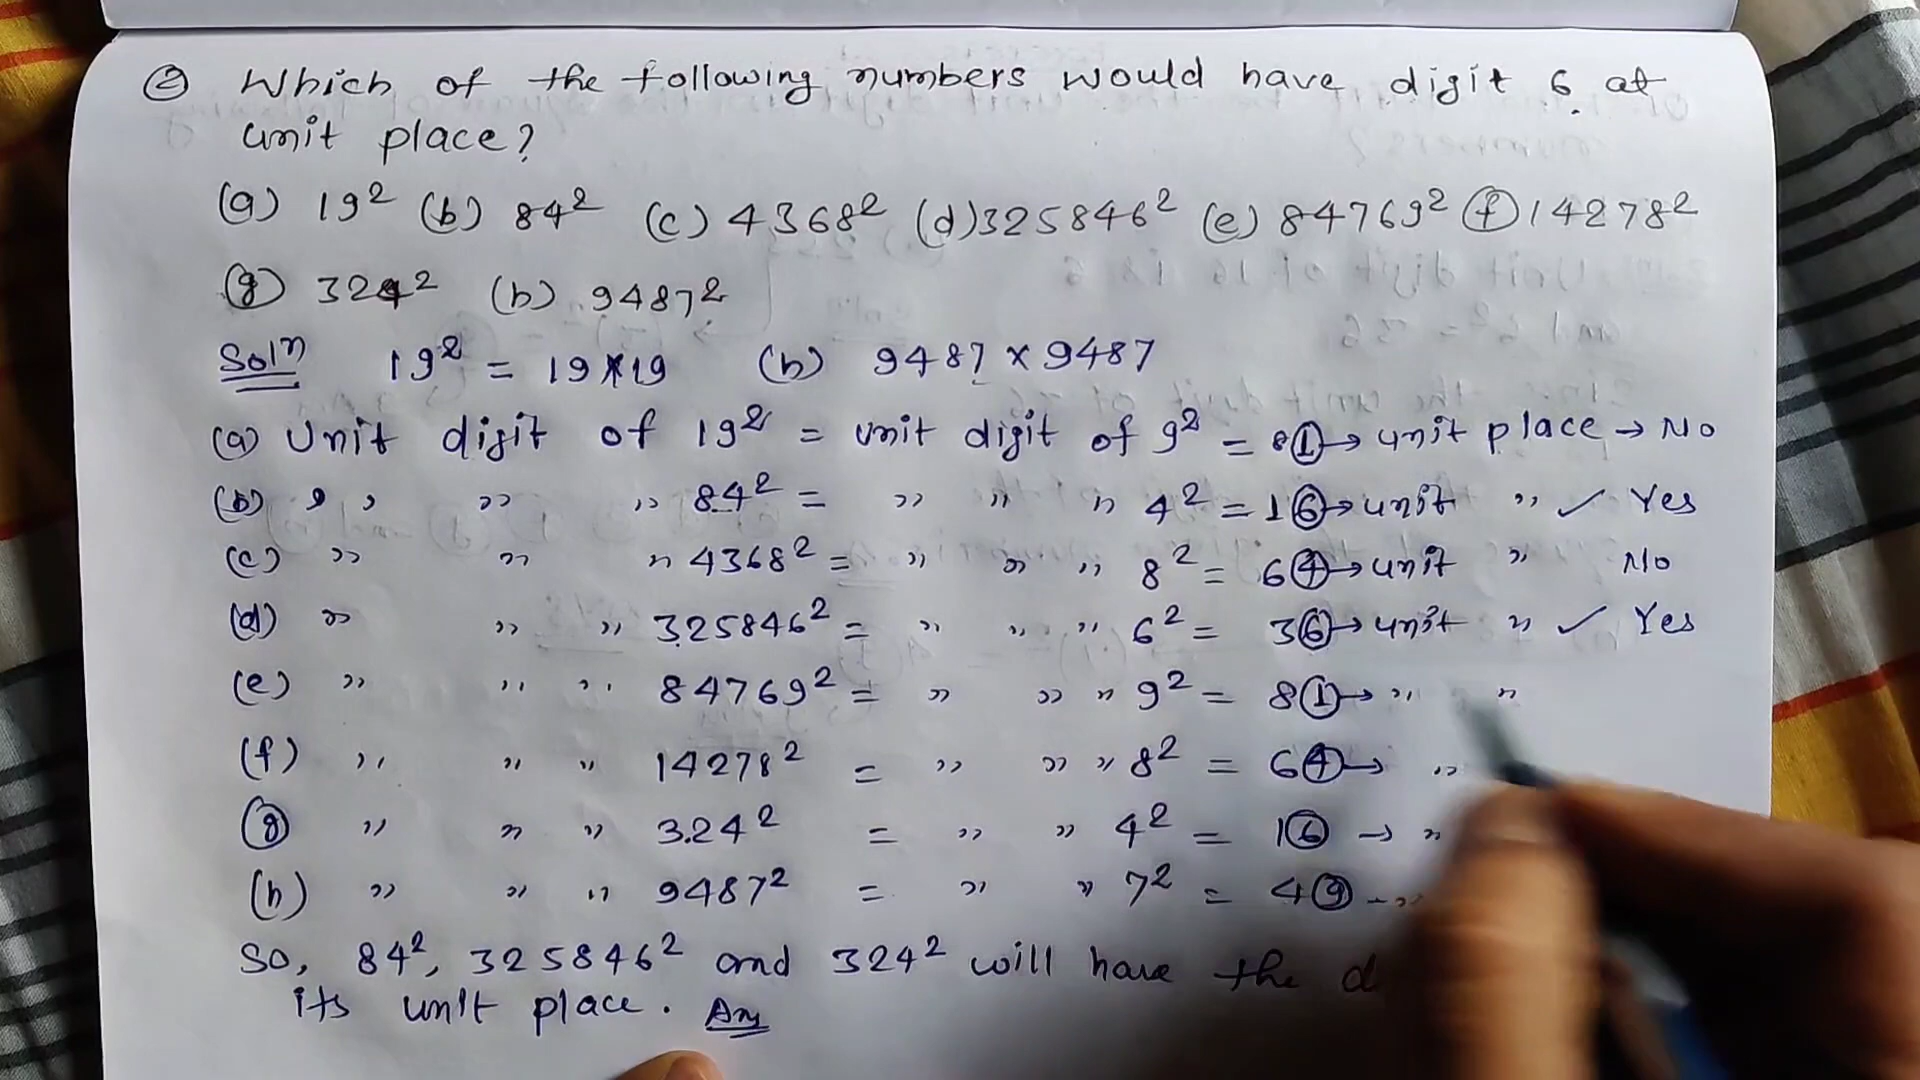 ② Which of the following numbers would have digit 6 at
unit place?
(a) 19² (b) 84² (c) 4368² (d) 325846² (e) 84769² (f) 14278²
(g) 324² (h) 9487²
Solⁿ 19² = 19×19 (h) 9487 × 9487
(a) Unit digit of 19² = unit digit of 9² = 8① → unit place → No
(b) ,, ,, ,, 84² = ,, ,, ,, 4² = 1⑥ → unit ,, ✓ Yes
(c) ,, ,, ,, 4368² = ,, ,, ,, 8² = 6④ → unit ,, No
(d) ,, ,, ,, 325846² = ,, ,, ,, 6² = 3⑥ → unit ,, ✓ Yes
(e) ,, ,, ,, 84769² = ,, ,, ,, 9² = 8① → ,, ,,
(f) ,, ,, ,, 14278² = ,, ,, ,, 8² = 6④ → ,,
(g) ,, ,, ,, 324² = ,, ,, 4² = 1⑥ → ,,
(h) ,, ,, ,, 9487² = ,, ,, 7² = 4⑨ → ,,
So, 84², 325846² and 324² will have the d
its unit place. Ans